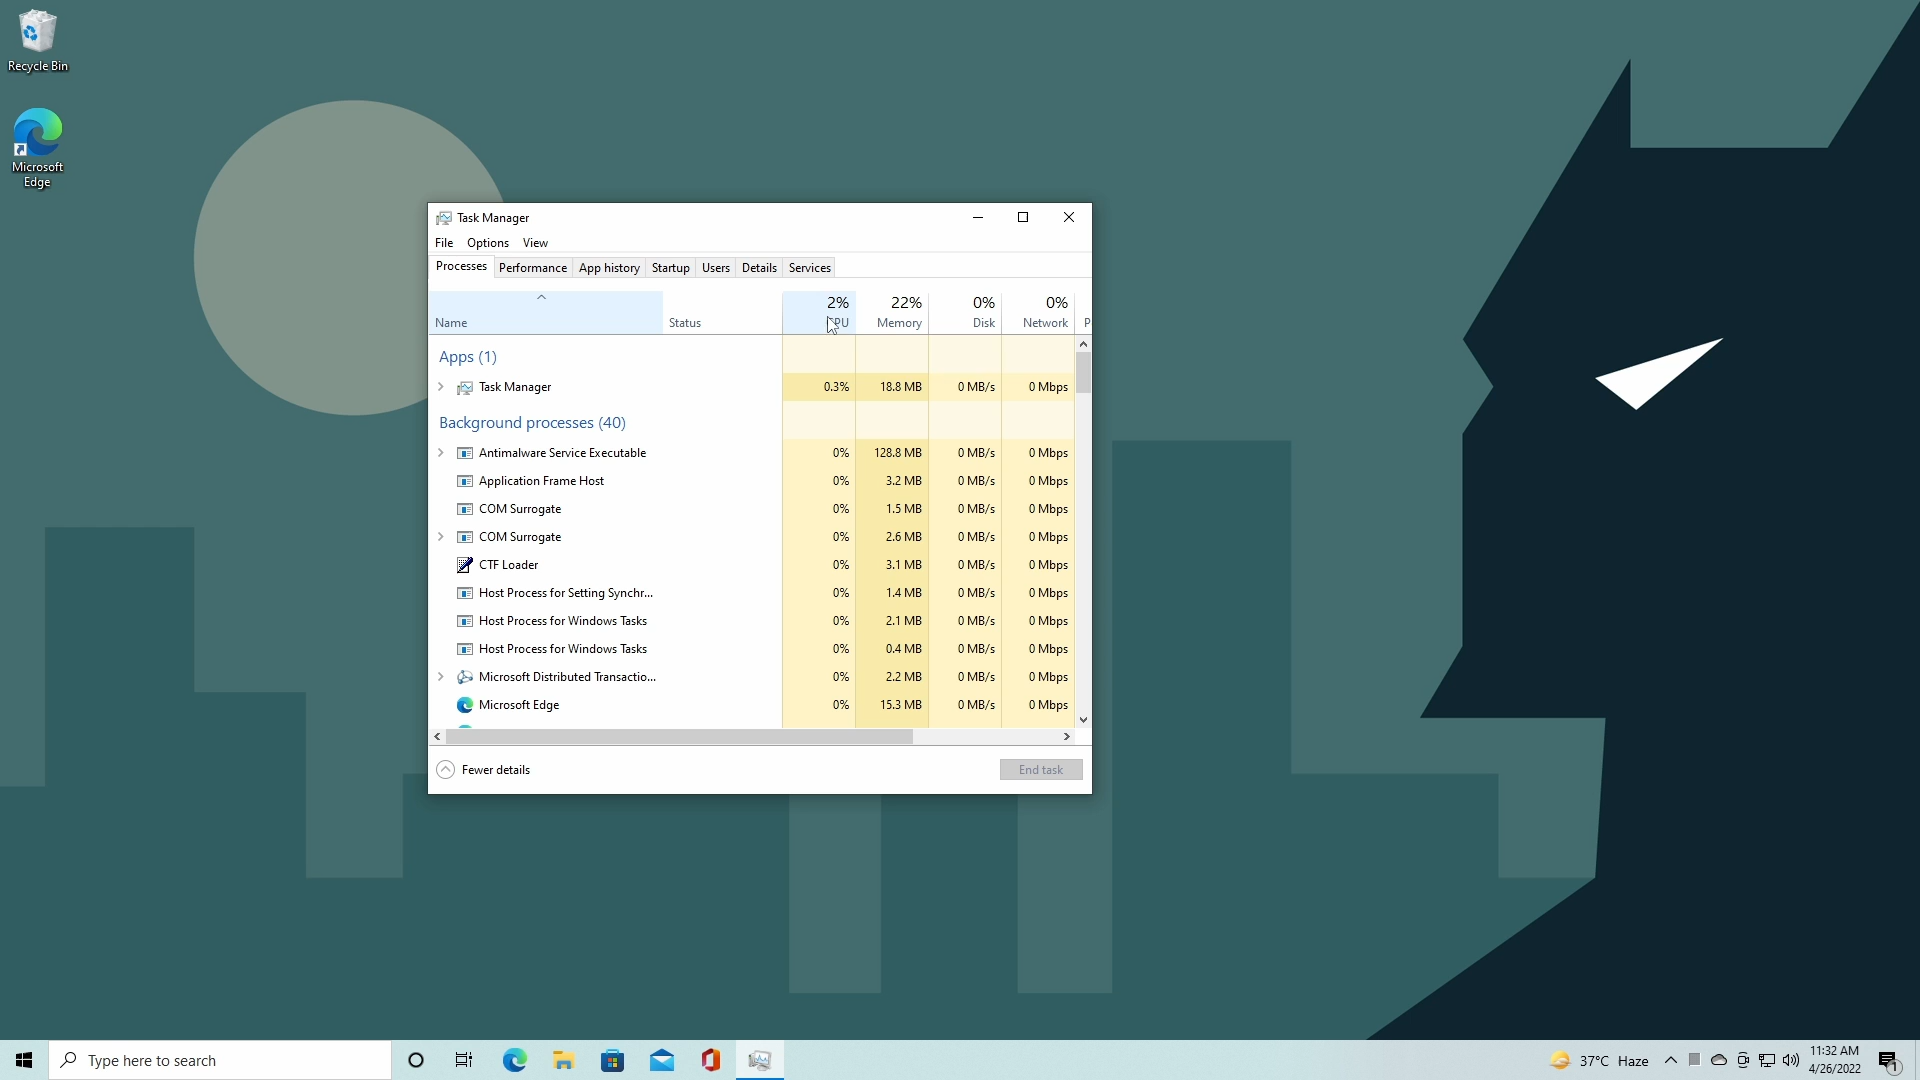 Recycle Bin
Microsoft
Edge
Task Manager
File Options View
Processes Performance App history Startup Users Details Services
2% 22% 0% 0%
Name Status CPU Memory Disk Network P
Apps (1)
Task Manager 0.3% 18.8 MB 0 MB/s 0 Mbps
Background processes (40)
Antimalware Service Executable 0% 128.8 MB 0 MB/s 0 Mbps
Application Frame Host 0% 3.2 MB 0 MB/s 0 Mbps
COM Surrogate 0% 1.5 MB 0 MB/s 0 Mbps
COM Surrogate 0% 2.6 MB 0 MB/s 0 Mbps
CTF Loader 0% 3.1 MB 0 MB/s 0 Mbps
Host Process for Setting Synchr... 0% 1.4 MB 0 MB/s 0 Mbps
Host Process for Windows Tasks 0% 2.1 MB 0 MB/s 0 Mbps
Host Process for Windows Tasks 0% 0.4 MB 0 MB/s 0 Mbps
Microsoft Distributed Transactio... 0% 2.2 MB 0 MB/s 0 Mbps
Microsoft Edge 0% 15.3 MB 0 MB/s 0 Mbps
Fewer details End task
Type here to search
37°C Haze
11:32 AM
4/26/2022
1